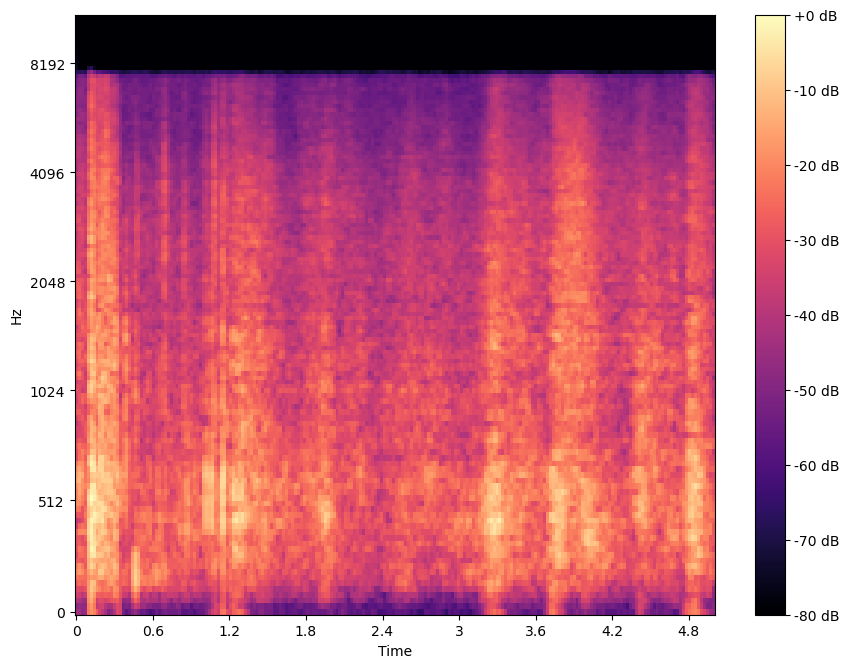 8192
4096
2048
1024
512
0
Hz
0 0.6 1.2 1.8 2.4 3 3.6 4.2 4.8
Time
+0 dB
-10 dB
-20 dB
-30 dB
-40 dB
-50 dB
-60 dB
-70 dB
-80 dB